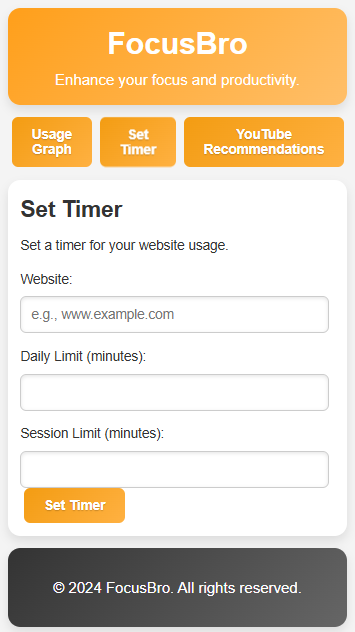 FocusBro
Enhance your focus and productivity.
Usage
Graph
Set
Timer
YouTube
Recommendations
Set Timer
Set a timer for your website usage.
Website:
e.g., www.example.com
Daily Limit (minutes):
Session Limit (minutes):
Set Timer
© 2024 FocusBro. All rights reserved.